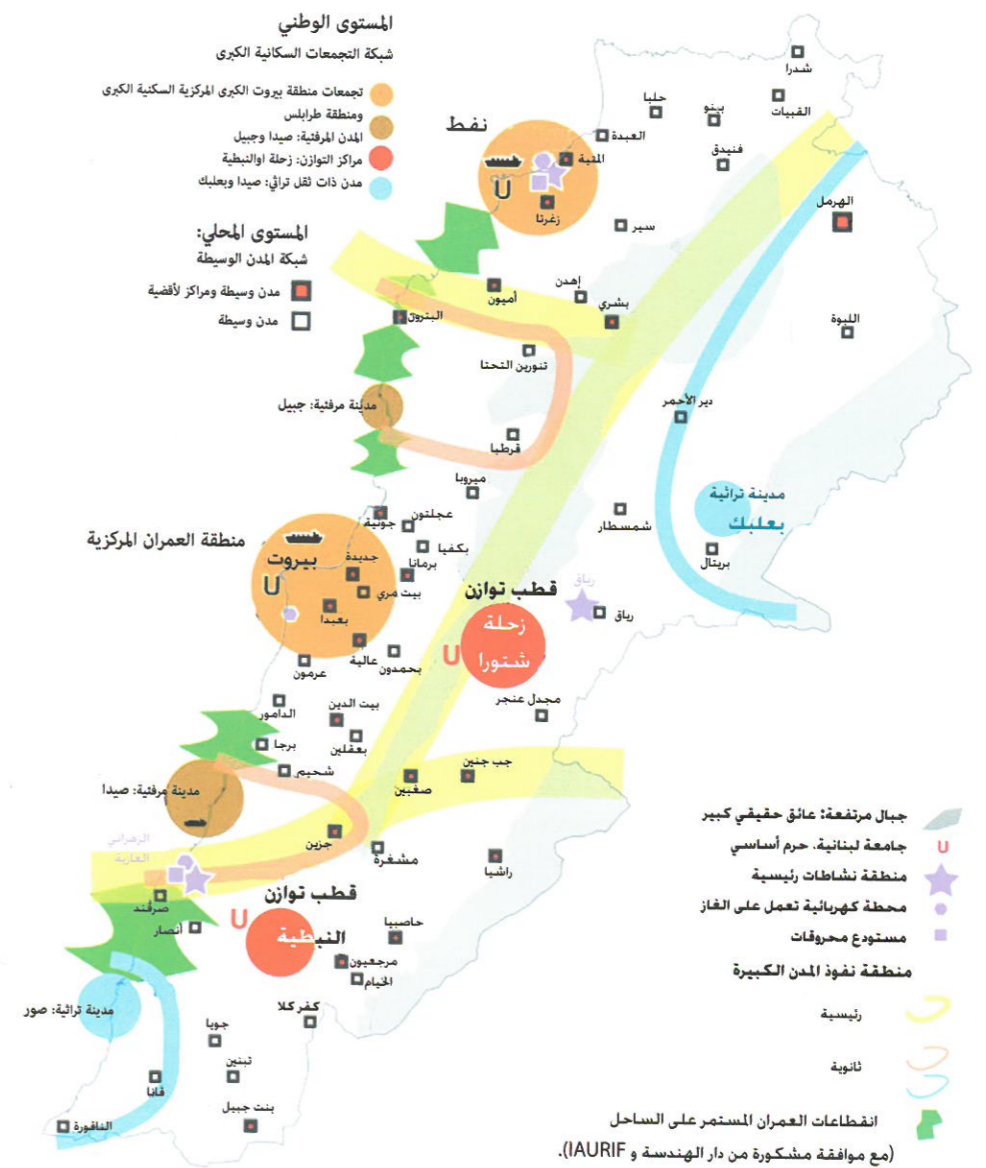 المستوى الوطني
شبكة التجمعات السكانية الكبرى
تجمعات منطقة بيروت الكبرى المركزية السكنية الكبرى
ومنطقة طرابلس
المدن المرفئية: صيدا وجبيل
مراكز التوازن: زحلة اوالنبطية
مدن ذات ثقل تراثي: صيدا وبعلبك
المستوى المحلي:
شبكة المدن الوسيطة
مدن وسيطة ومراكز لأقضية
مدن وسيطة
شدرا
القبيات
حلبا
بينو
العبدة
فنيدق
نفط
المنية
U
زغرتا
الهرمل
سير
إهدن
أميون
بشري
البترون
اللبوة
تنورين التحتا
دير الأحمر
مدينة مرفئية: جبيل
قرطبا
ميروبا
مدينة تراثية
بعلبك
شمسطار
عجلتون
جونية
منطقة العمران المركزية
بكفيا
بريتال
بيروت
جديدة
برمانا
U
بيت مري
قطب توازن
رياق
رياق
بعبدا
زحلة
شتورا
U
عالية
بحمدون
عرمون
مجدل عنجر
الدامور
بيت الدين
برجا
بعقلين
شحيم
جب جنين
صغبين
مدينة مرفئية: صيدا
جزين
مشغرة
الزهراني
راشيا
صرفند
قطب توازن
أنصار
U
النبطية
حاصبيا
مرجعيون
الخيام
مدينة تراثية: صور
كفر كلا
جويا
تبنين
قانا
بنت جبيل
الناقورة
جبال مرتفعة: عائق حقيقي كبير
U جامعة لبنانية، حرم أساسي
منطقة نشاطات رئيسية
محطة كهربائية تعمل على الغاز
مستودع محروقات
منطقة نفوذ المدن الكبيرة
رئيسية
ثانوية
انقطاعات العمران المستمر على الساحل
(مع موافقة مشكورة من دار الهندسة و IAURIF).